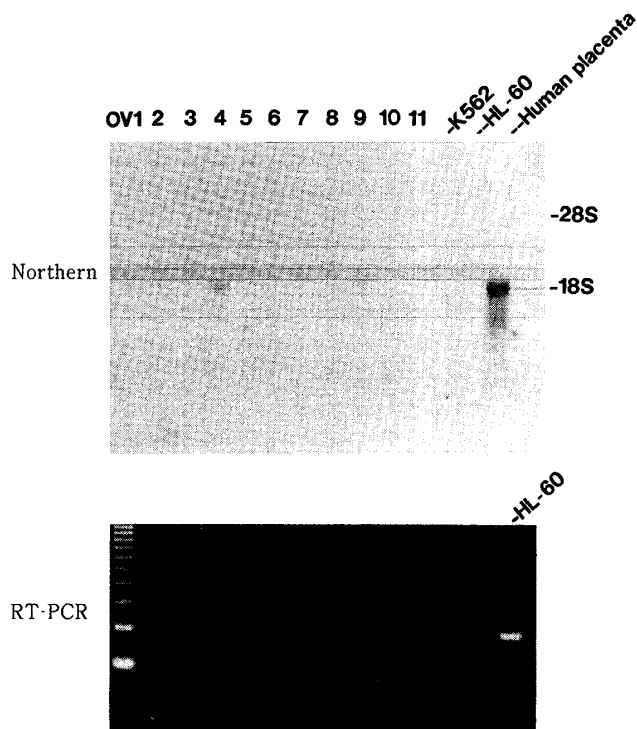 OV1 2 3 4 5 6 7 8 9 10 11 -K562 --HL-60 ---Human placenta
-28S
Northern
-18S
-HL-60
RT-PCR